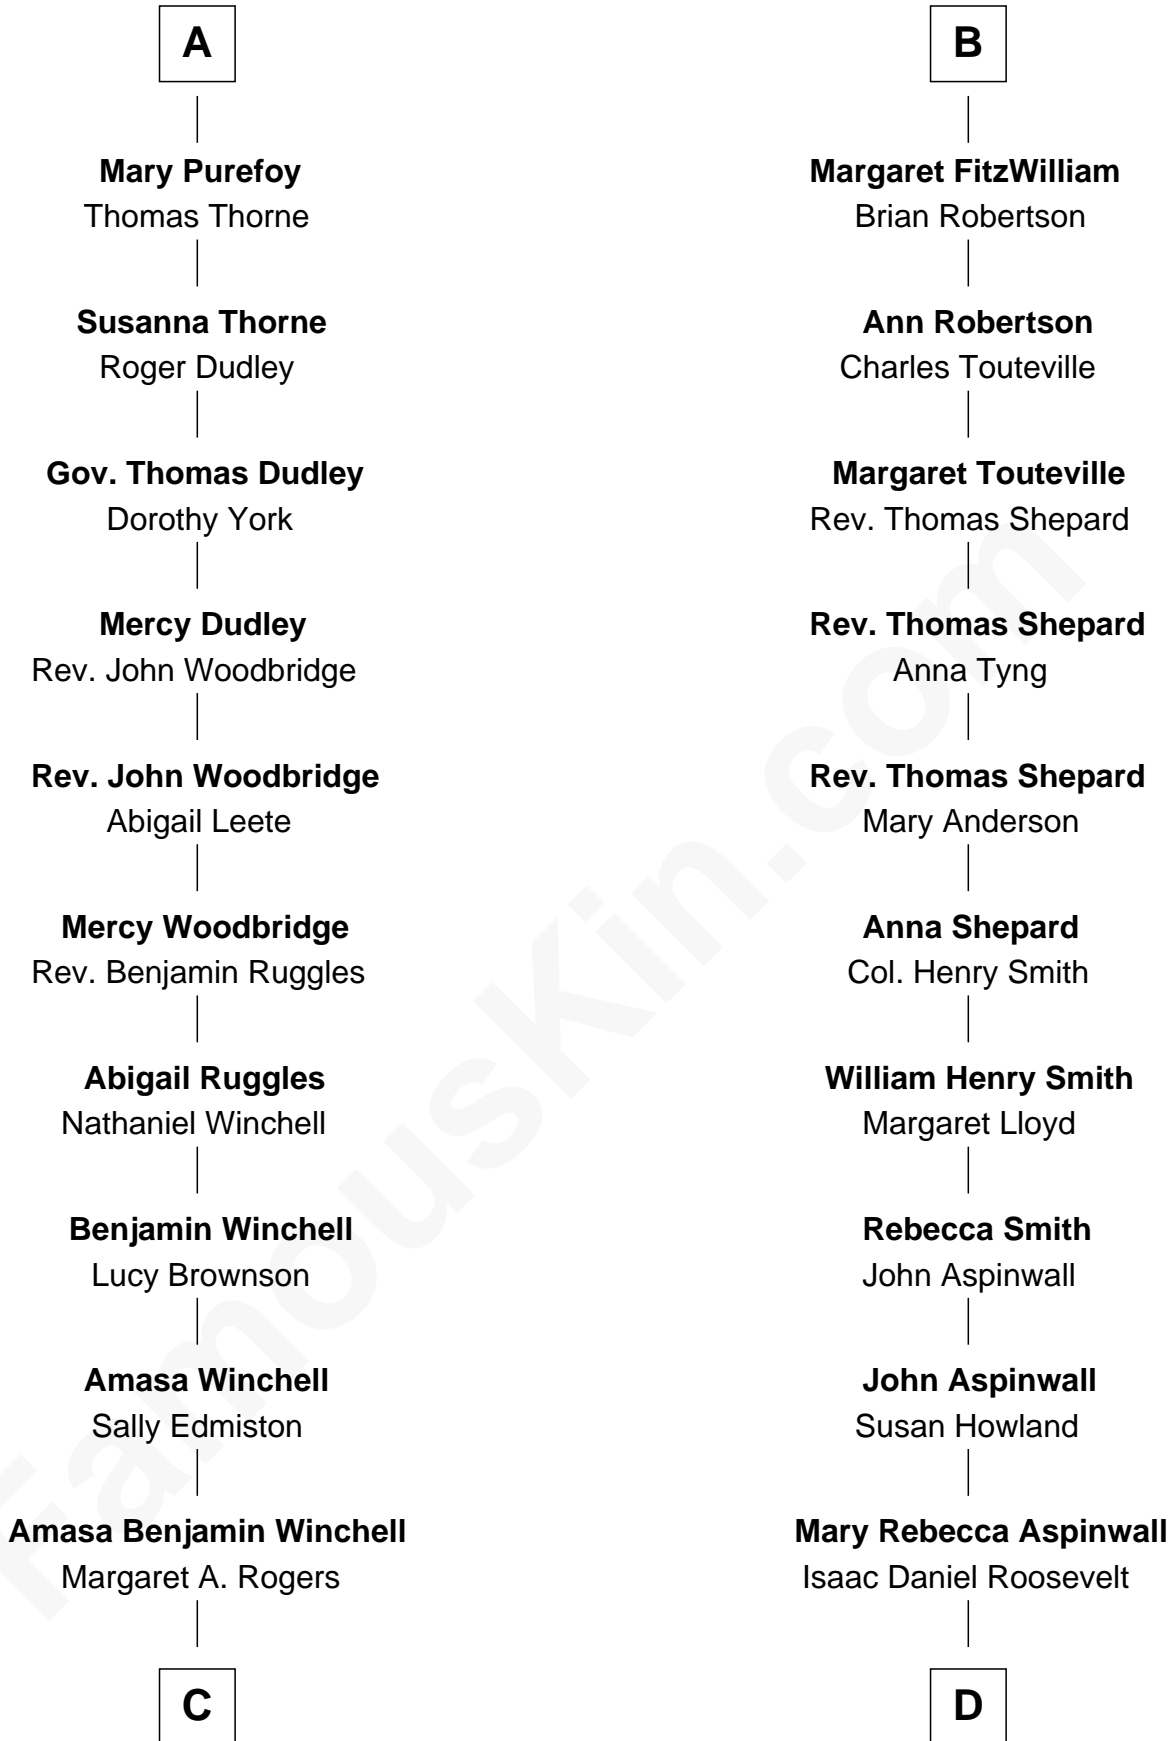 A
Mary Purefoy
Thomas Thorne
Susanna Thorne
Roger Dudley
Gov. Thomas Dudley
Dorothy York
Mercy Dudley
Rev. John Woodbridge
Rev. John Woodbridge
Abigail Leete
Mercy Woodbridge
Rev. Benjamin Ruggles
Abigail Ruggles
Nathaniel Winchell
Benjamin Winchell
Lucy Brownson
Amasa Winchell
Sally Edmiston
Amasa Benjamin Winchell
Margaret A. Rogers
C
B
Margaret FitzWilliam
Brian Robertson
Ann Robertson
Charles Touteville
Margaret Touteville
Rev. Thomas Shepard
Rev. Thomas Shepard
Anna Tyng
Rev. Thomas Shepard
Mary Anderson
Anna Shepard
Col. Henry Smith
William Henry Smith
Margaret Lloyd
Rebecca Smith
John Aspinwall
John Aspinwall
Susan Howland
Mary Rebecca Aspinwall
Isaac Daniel Roosevelt
D
FamousKin.com